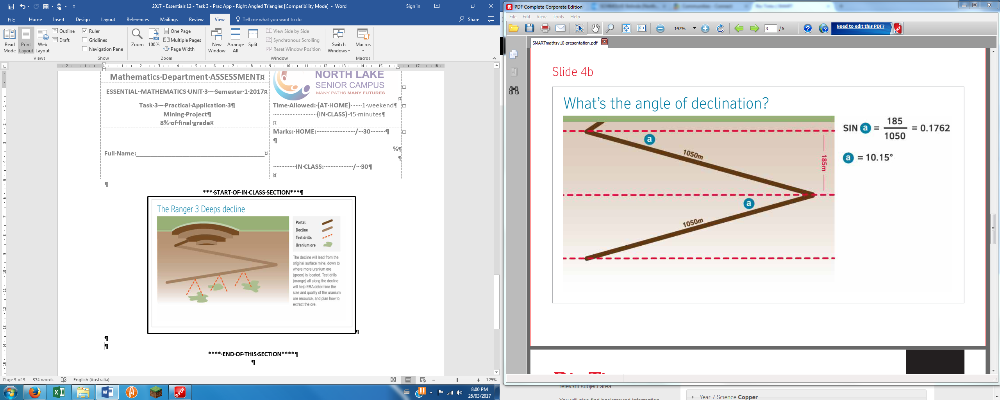 2017 - Essentials 12 - Task 3 - Prac App - Right Angled Triangles [Compatibility Mode] - Word
Sign in
File Home Insert Design Layout References Mailings Review View Tell me what you want to do
Share
Read Mode
Print Layout
Web Layout
Outline
Draft
Views
Ruler
Gridlines
Navigation Pane
Show
Zoom
100%
One Page
Multiple Pages
Page Width
Zoom
New Window
Arrange All
Split
View Side by Side
Synchronous Scrolling
Reset Window Position
Window
Switch Windows
Macros
Macros
Mathematics·Department·ASSESSMENT¤
NORTH LAKE
SENIOR CAMPUS
MANY PATHS MANY FUTURES
ESSENTIAL··MATHEMATICS·UNIT·3·–·Semester·1·2017¤
Task·3·–·Practical·Application·3¶
Mining·Project¶
8%·of·final·grade¤
Time·Allowed:·(AT·HOME)·······1·weekend¶
(IN·CLASS)·45·minutes¶
Full·Name:____________________¤
Marks:·HOME:························/···30·········¶
%¶
··············IN·CLASS:··················/···30¶
***·START·OF·IN·CLASS·SECTION***¶
The Ranger 3 Deeps decline
Portal
Decline
Test drills
Uranium ore
The decline will lead from the
original surface mine, down to
where more uranium ore
(green) is located. Test drills
(orange) all along the decline
will help ERA determine the
size and quality of the uranium
ore resource, and plan how to
extract the ore.
****·END·OF·THIS·SECTION****¶
Page 3 of 3 374 words English (Australia)
125%
8:00 PM
26/03/2017
PDF Complete Corporate Edition
File Edit View Tools Help
147%
3 / 5
Need to edit this PDF?
SMARTmathsy10-presentation.pdf
Slide 4b
What's the angle of declination?
a
1050m
185m
a
1050m
SIN a = 185 / 1050 = 0.1762
a = 10.15°
relevant subject area.
You will also find background information
Year 7 Science Copper